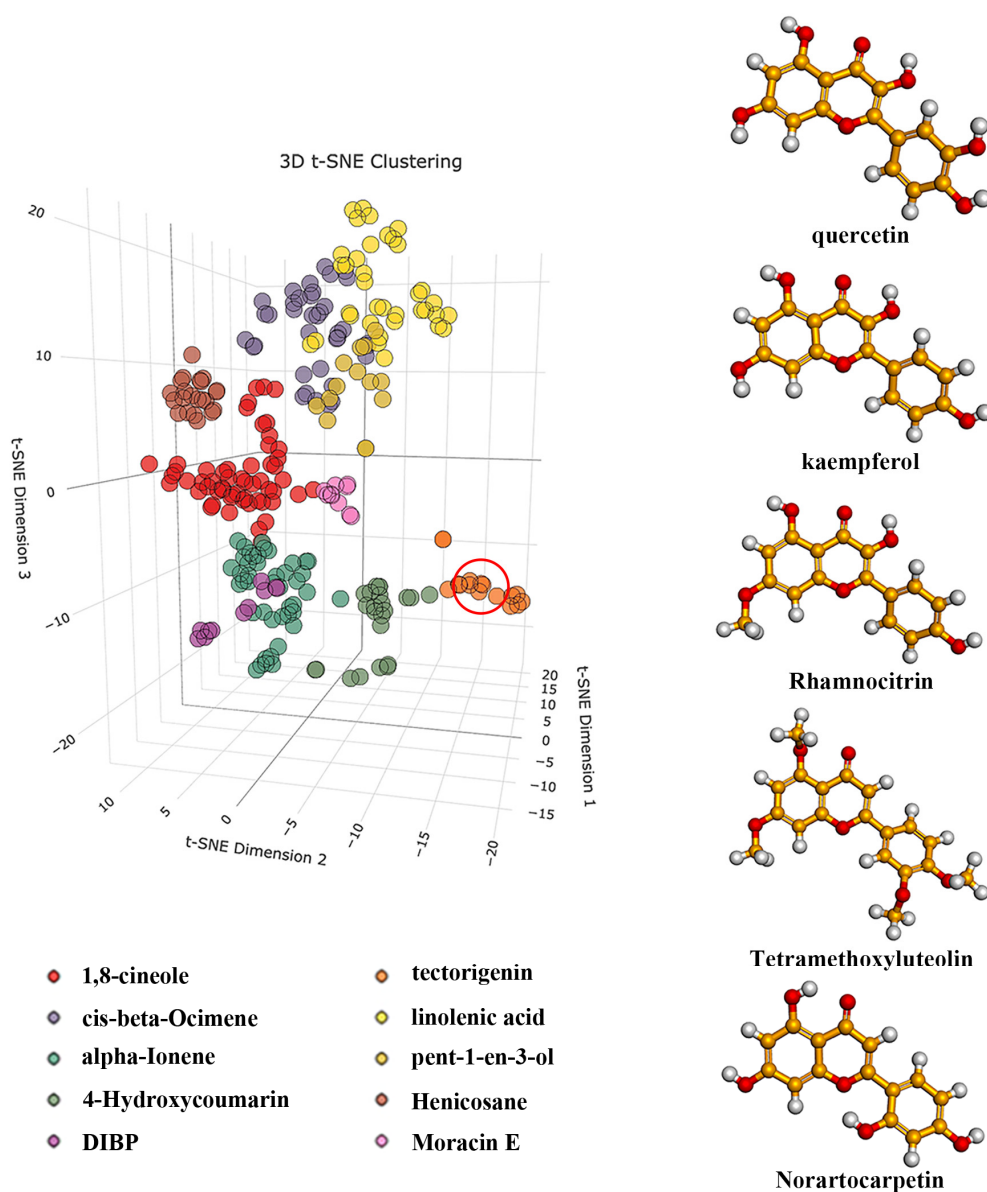 3D t-SNE Clustering
20
10
0
−10
−20
t-SNE Dimension 3
10
5
0
−5
−10
−15
−20
t-SNE Dimension 2
20
15
10
5
0
−5
−10
−15
t-SNE Dimension 1
1,8-cineole
cis-beta-Ocimene
alpha-Ionene
4-Hydroxycoumarin
DIBP
tectorigenin
linolenic acid
pent-1-en-3-ol
Henicosane
Moracin E
quercetin
kaempferol
Rhamnocitrin
Tetramethoxyluteolin
Norartocarpetin